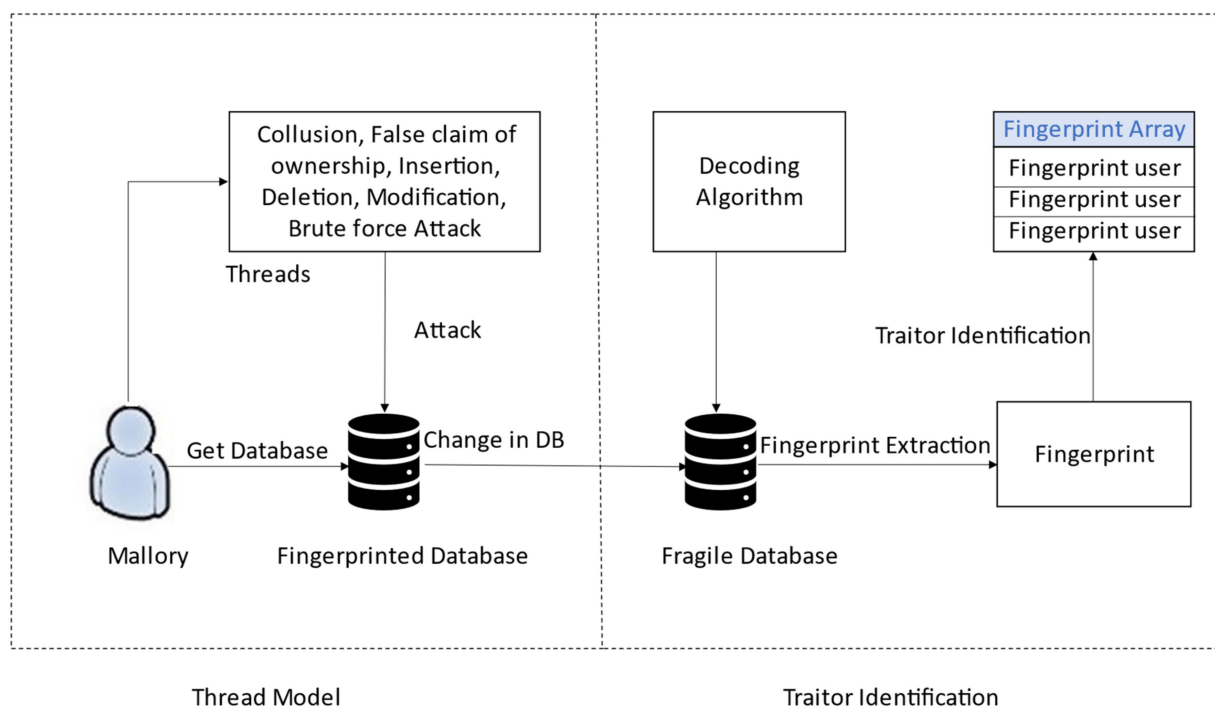 Collusion, False claim of
ownership, Insertion,
Deletion, Modification,
Brute force Attack
Threads
Attack
Get Database
Change in DB
Mallory
Fingerprinted Database
Thread Model
Decoding
Algorithm
Fingerprint Array
Fingerprint user
Fingerprint user
Fingerprint user
Traitor Identification
Fingerprint Extraction
Fingerprint
Fragile Database
Traitor Identification